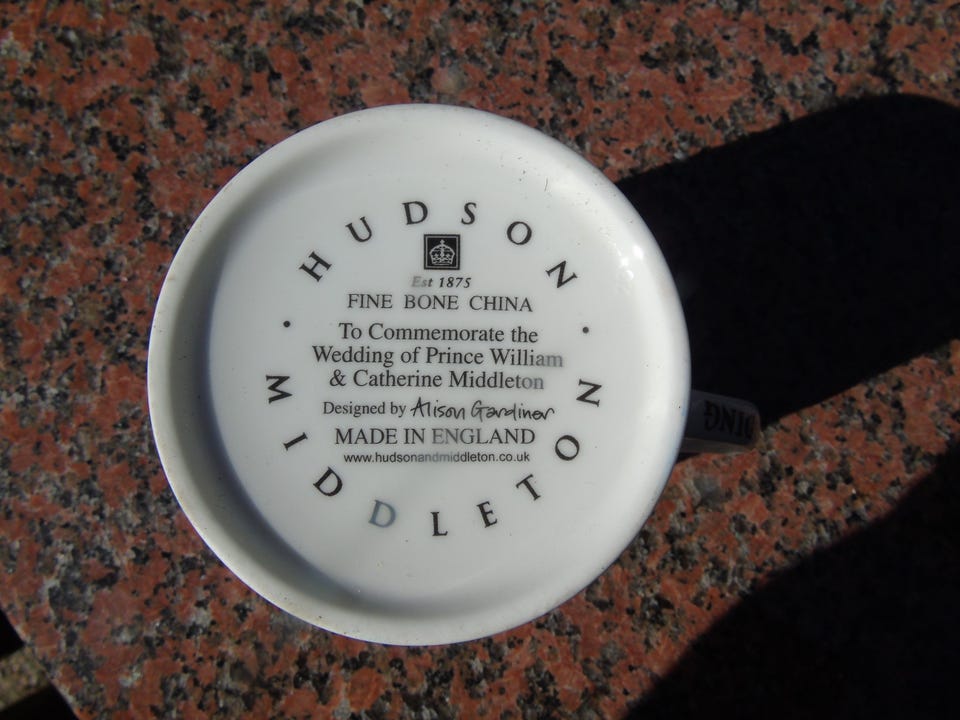 HUDSON
Est 1875
FINE BONE CHINA
To Commemorate the
Wedding of Prince William
& Catherine Middleton
Designed by Alison Gardiner
MADE IN ENGLAND
www.hudsonandmiddleton.co.uk
MIDDLETON
DING